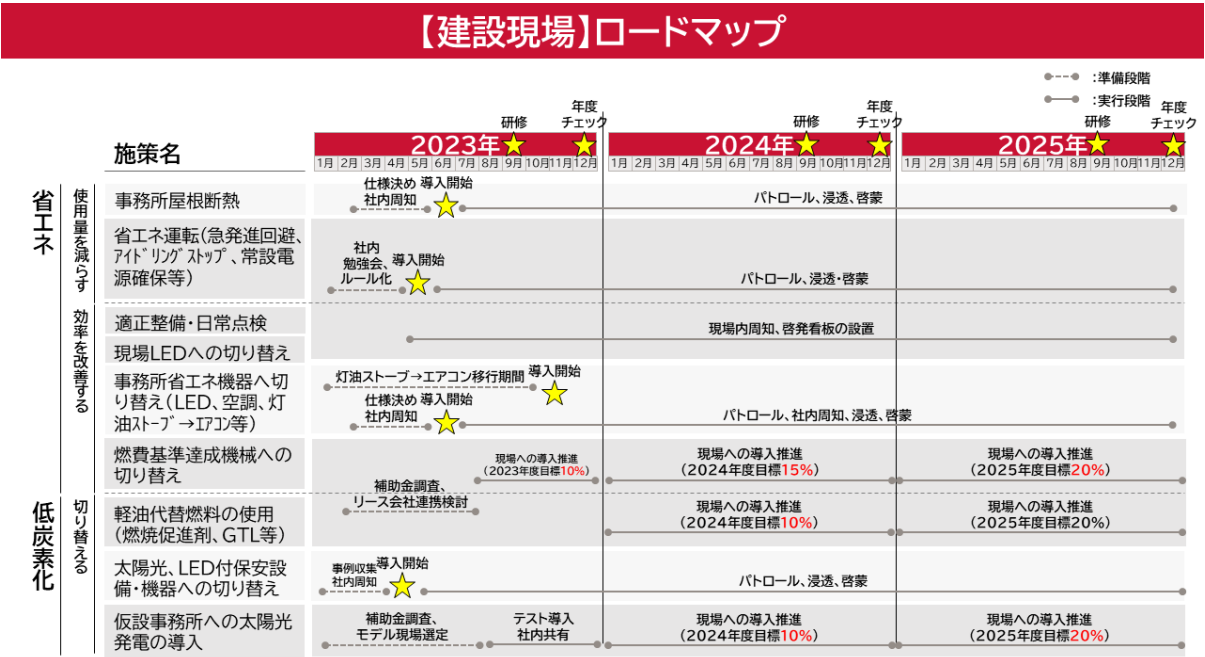 【建設現場】ロードマップ
:準備段階
:実行段階
研修
年度
チェック
研修
年度
チェック
研修
年度
チェック
施策名
2023年
2024年
2025年
1月 2月 3月 4月 5月 6月 7月 8月 9月 10月 11月 12月
1月 2月 3月 4月 5月 6月 7月 8月 9月 10月 11月 12月
1月 2月 3月 4月 5月 6月 7月 8月 9月 10月 11月 12月
省エネ
使用量を減らす
事務所屋根断熱
仕様決め
社内周知
導入開始
パトロール、浸透、啓蒙
省エネ運転(急発進回避、
ｱｲﾄﾞﾘﾝｸﾞｽﾄｯﾌﾟ、常設電
源確保等)
社内
勉強会、
ルール化
導入開始
パトロール、浸透・啓蒙
効率を改善する
適正整備・日常点検
現場LEDへの切り替え
現場内周知、啓発看板の設置
事務所省エネ機器へ切
り替え(LED、空調、灯
油ｽﾄｰﾌﾞ→ｴｱｺﾝ等)
灯油ストーブ→エアコン移行期間
導入開始
仕様決め
社内周知
導入開始
パトロール、社内周知、浸透、啓蒙
燃費基準達成機械への
切り替え
補助金調査、
リース会社連携検討
現場への導入推進
(2023年度目標10%)
現場への導入推進
(2024年度目標15%)
現場への導入推進
(2025年度目標20%)
低炭素化
切り替える
軽油代替燃料の使用
(燃焼促進剤、GTL等)
現場への導入推進
(2024年度目標10%)
現場への導入推進
(2025年度目標20%)
太陽光、LED付保安設
備・機器への切り替え
事例収集
社内周知
導入開始
パトロール、浸透、啓蒙
仮設事務所への太陽光
発電の導入
補助金調査、
モデル現場選定
テスト導入
社内共有
現場への導入推進
(2024年度目標10%)
現場への導入推進
(2025年度目標20%)